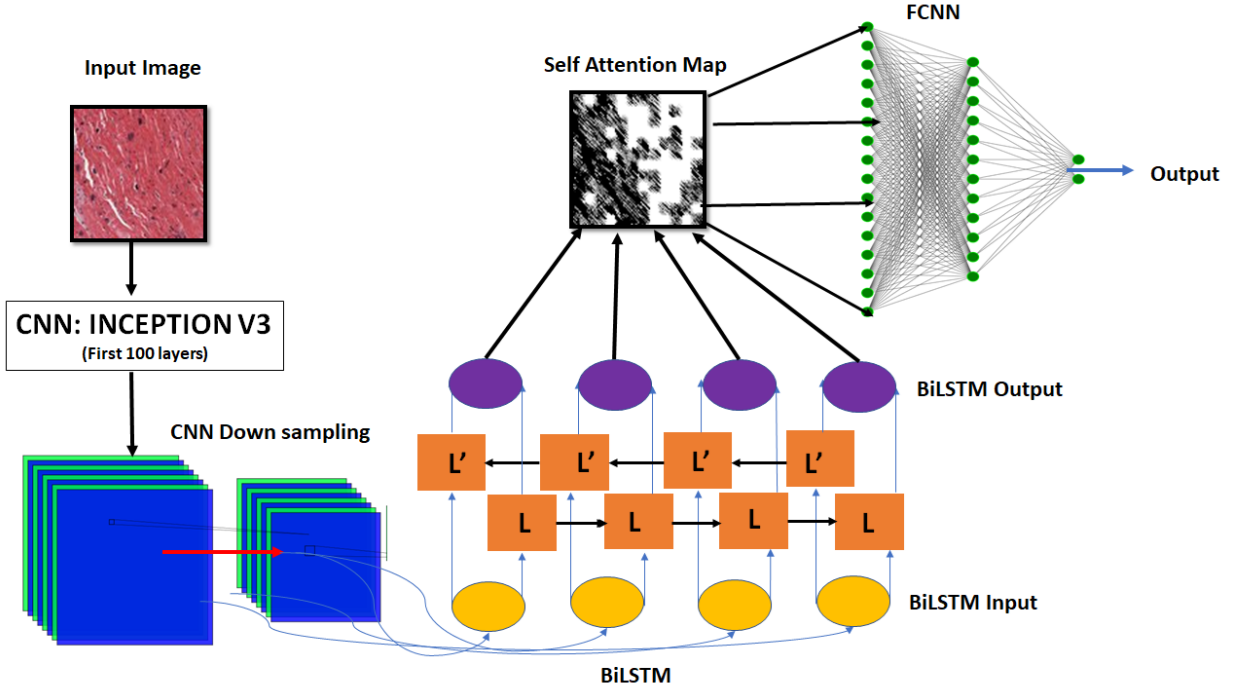 FCNN
Input Image
Self Attention Map
Output
CNN: INCEPTION V3
(First 100 layers)
BiLSTM Output
CNN Down sampling
L’ L’ L’ L’
L L L L
BiLSTM Input
BiLSTM